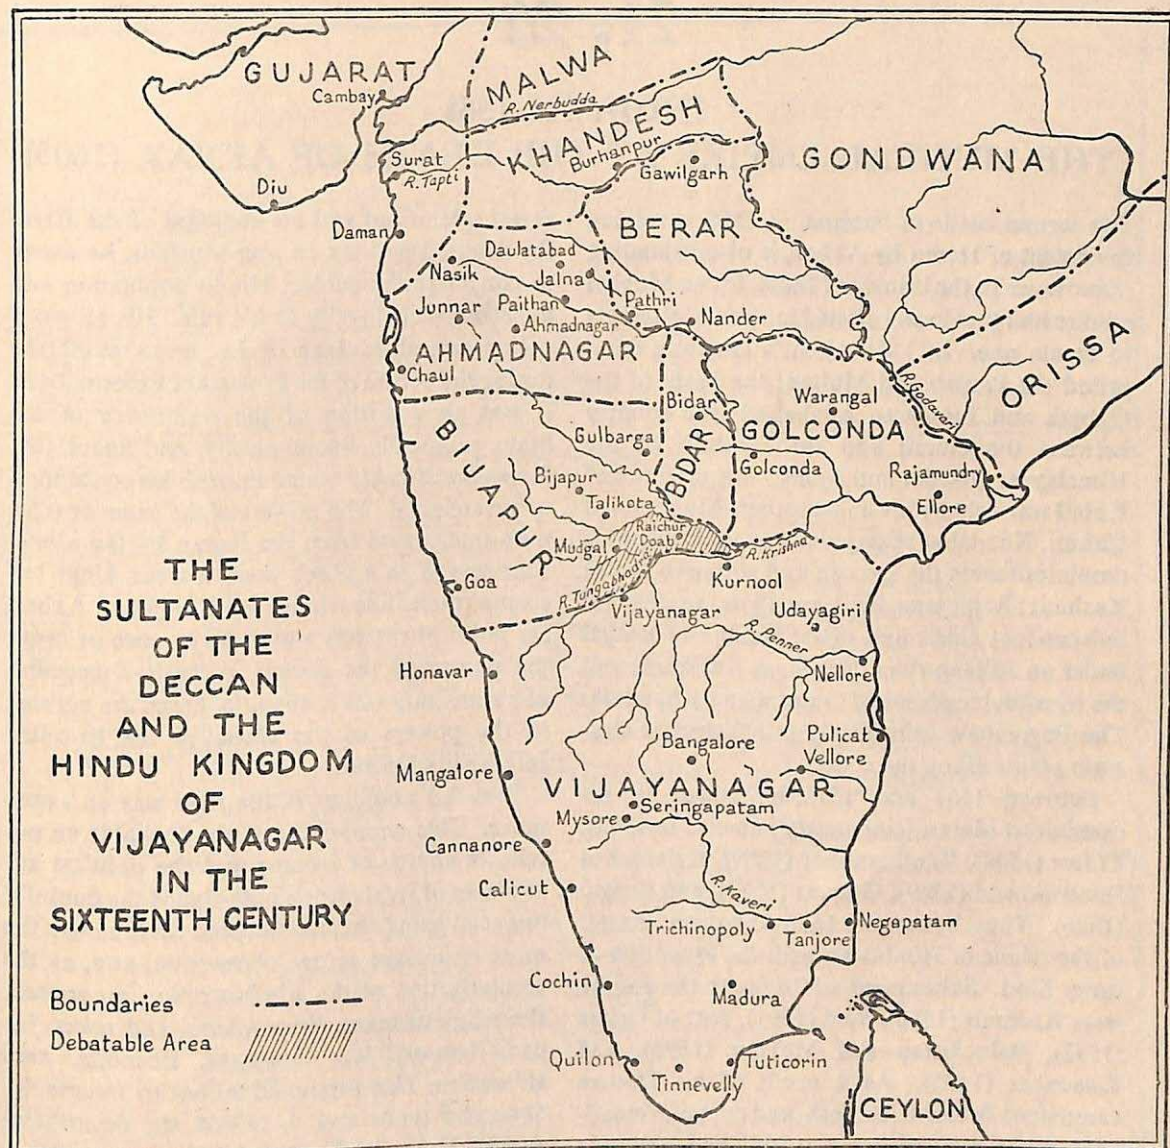 GUJARAT
Cambay
MALWA
R. Nerbudda
KHANDESH
Burhanpur
Gawilgarh
GONDWĀNA
Surat
R. Tapti
Diu
Daman
BERAR
Daulatabad
Nasik
Jalna
Junnar
Paithan
Pathri
Ahmadnagar
Nander
AHMADNAGAR
Chaul
ORISSA
R. Godavari
Bidar
Warangal
BIJAPUR
Gulbarga
BIDAR
GOLCONDA
Golconda
Rajamundry
Bijapur
Ellore
Talikota
Raichur
Doab
Mudgal
R. Krishna
Goa
R. Tungabhadra
Kurnool
Vijayanagar
Udayagiri
R. Penner
Honavar
Nellore
Bangalore
Pulicat
Vellore
Mangalore
VIJAYANAGAR
Seringapatam
Mysore
Cannanore
Calicut
R. Kaveri
Trichinopoly
Tanjore
Negapatam
Cochin
Madura
Quilon
Tinnevelly
Tuticorin
CEYLON
THE
SULTANATES
OF THE
DECCAN
AND THE
HINDU KINGDOM
OF
VIJAYANAGAR
IN THE
SIXTEENTH CENTURY
Boundaries
Debatable Area